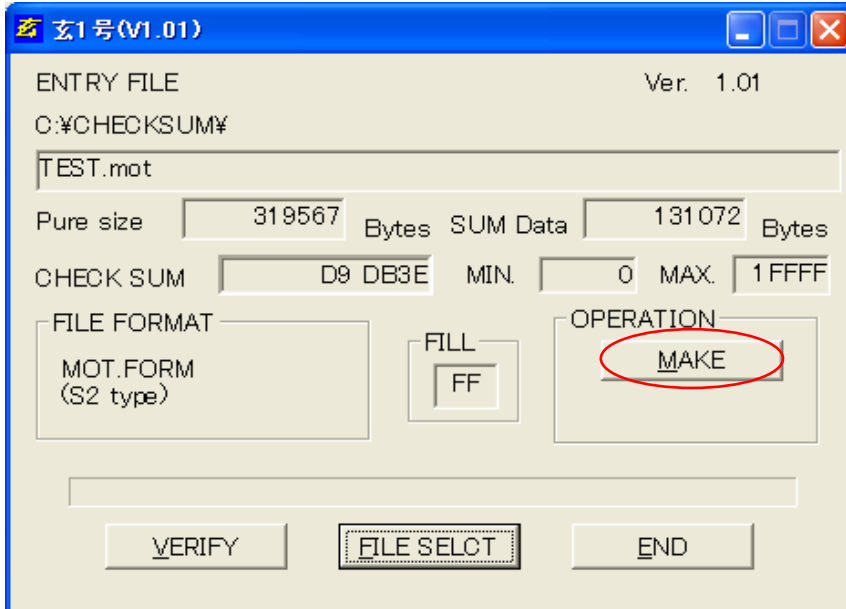 玄 玄1号(V1.01)
ENTRY FILE Ver. 1.01
C:¥CHECKSUM¥
TEST.mot
Pure size 319567 Bytes SUM Data 131072 Bytes
CHECK SUM D9 DB3E MIN. 0 MAX. 1FFFF
FILE FORMAT
MOT.FORM
(S2 type)
FILL
FF
OPERATION
MAKE
VERIFY FILE SELCT END